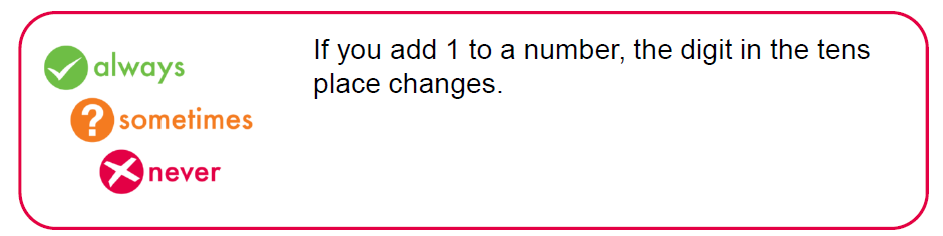 always
sometimes
never
If you add 1 to a number, the digit in the tens
place changes.